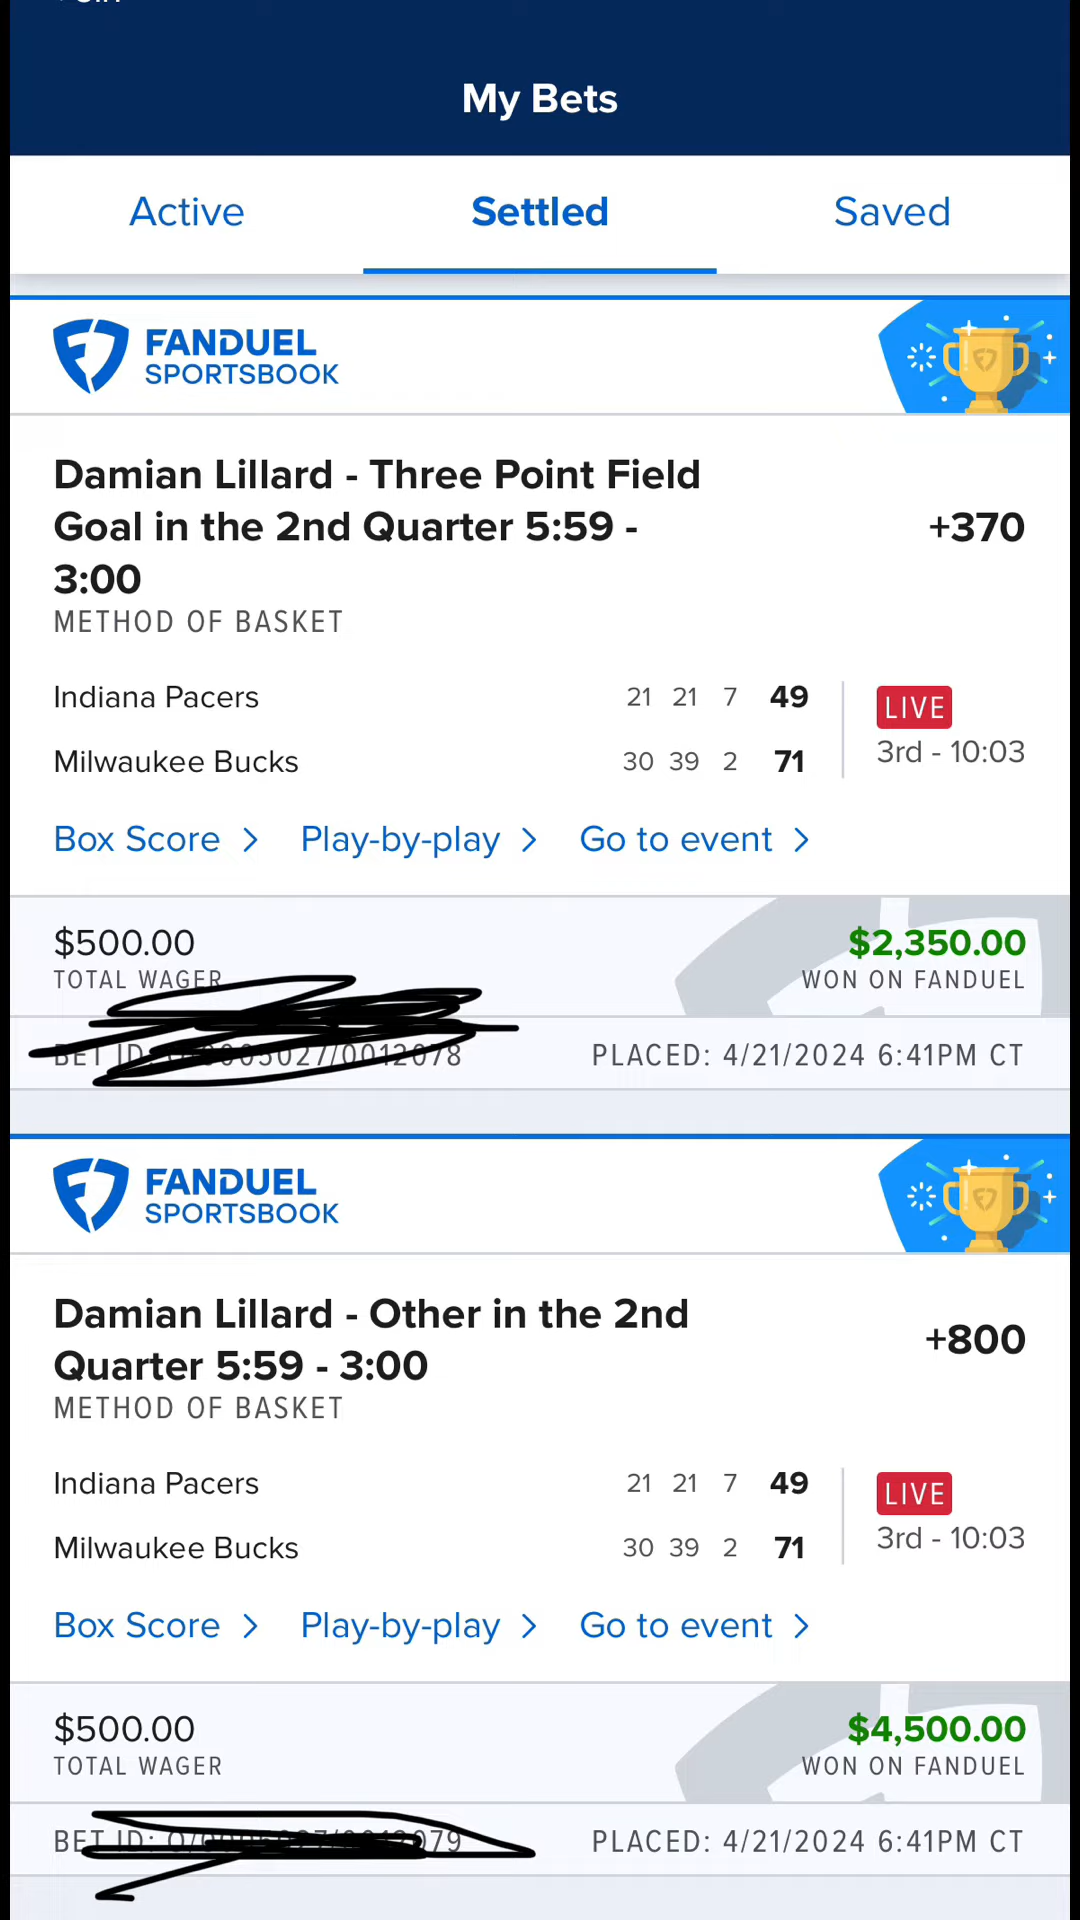 My Bets
Active Settled Saved
FANDUEL
SPORTSBOOK
Damian Lillard - Three Point Field
Goal in the 2nd Quarter 5:59 -
3:00
+370
METHOD OF BASKET
Indiana Pacers 21 21 7 49
Milwaukee Bucks 30 39 2 71
LIVE
3rd - 10:03
Box Score > Play-by-play > Go to event >
$500.00 $2,350.00
TOTAL WAGER WON ON FANDUEL
BET ID: PLACED: 4/21/2024 6:41PM CT
FANDUEL
SPORTSBOOK
Damian Lillard - Other in the 2nd
Quarter 5:59 - 3:00
+800
METHOD OF BASKET
Indiana Pacers 21 21 7 49
Milwaukee Bucks 30 39 2 71
LIVE
3rd - 10:03
Box Score > Play-by-play > Go to event >
$500.00 $4,500.00
TOTAL WAGER WON ON FANDUEL
BET ID: PLACED: 4/21/2024 6:41PM CT